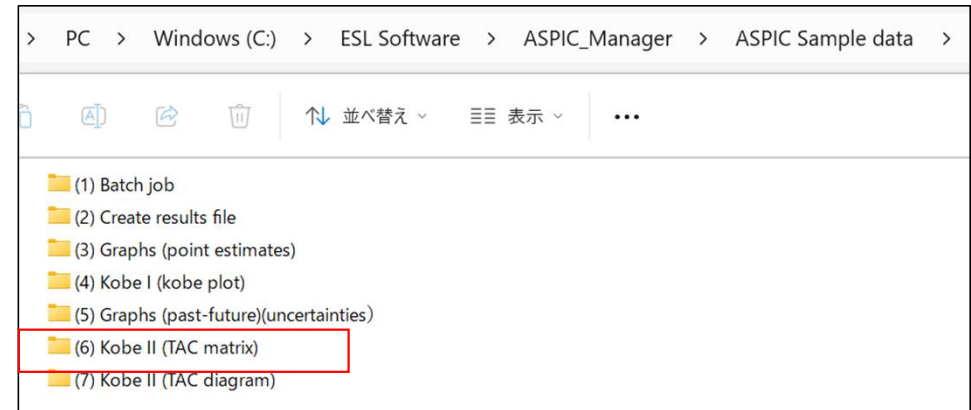 > PC > Windows (C:) > ESL Software > ASPIC_Manager > ASPIC Sample data >
並べ替え 表示
(1) Batch job
(2) Create results file
(3) Graphs (point estimates)
(4) Kobe I (kobe plot)
(5) Graphs (past-future)(uncertainties）
(6) Kobe II (TAC matrix)
(7) Kobe II (TAC diagram)